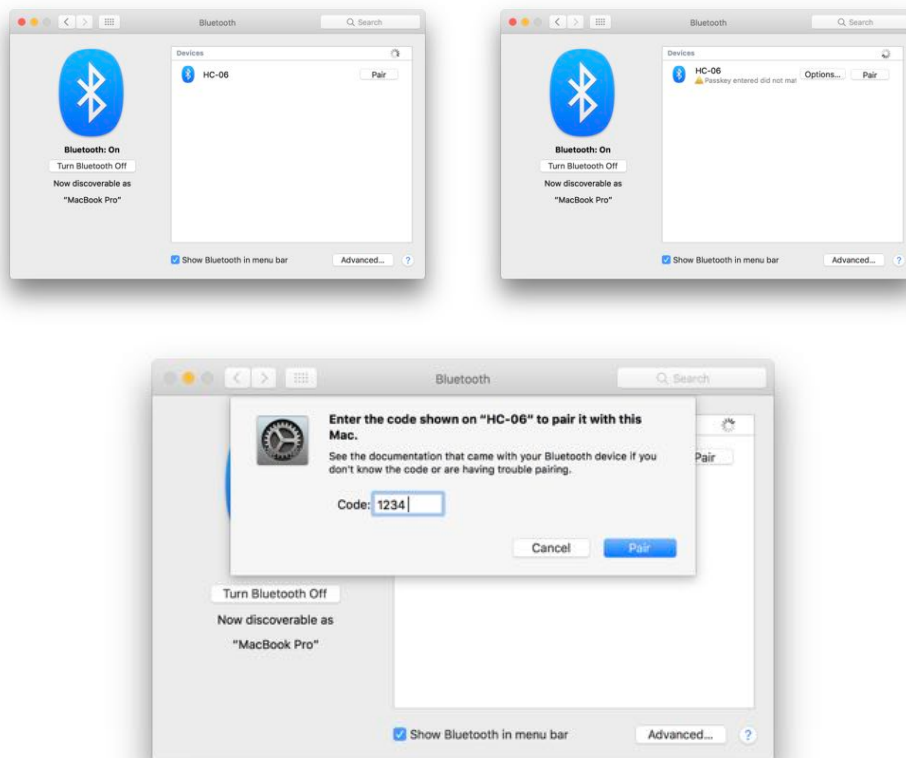 Bluetooth
Search
Devices
HC-06
Pair
Bluetooth: On
Turn Bluetooth Off
Now discoverable as
"MacBook Pro"
Show Bluetooth in menu bar
Advanced...
?
Bluetooth
Search
Devices
HC-06
Passkey entered did not mat
Options...
Pair
Bluetooth: On
Turn Bluetooth Off
Now discoverable as
"MacBook Pro"
Show Bluetooth in menu bar
Advanced...
?
Bluetooth
Search
Enter the code shown on "HC-06" to pair it with this
Mac.
See the documentation that came with your Bluetooth device if you
don't know the code or are having trouble pairing.
Pair
Code: 1234
Cancel
Pair
Turn Bluetooth Off
Now discoverable as
"MacBook Pro"
Show Bluetooth in menu bar
Advanced...
?